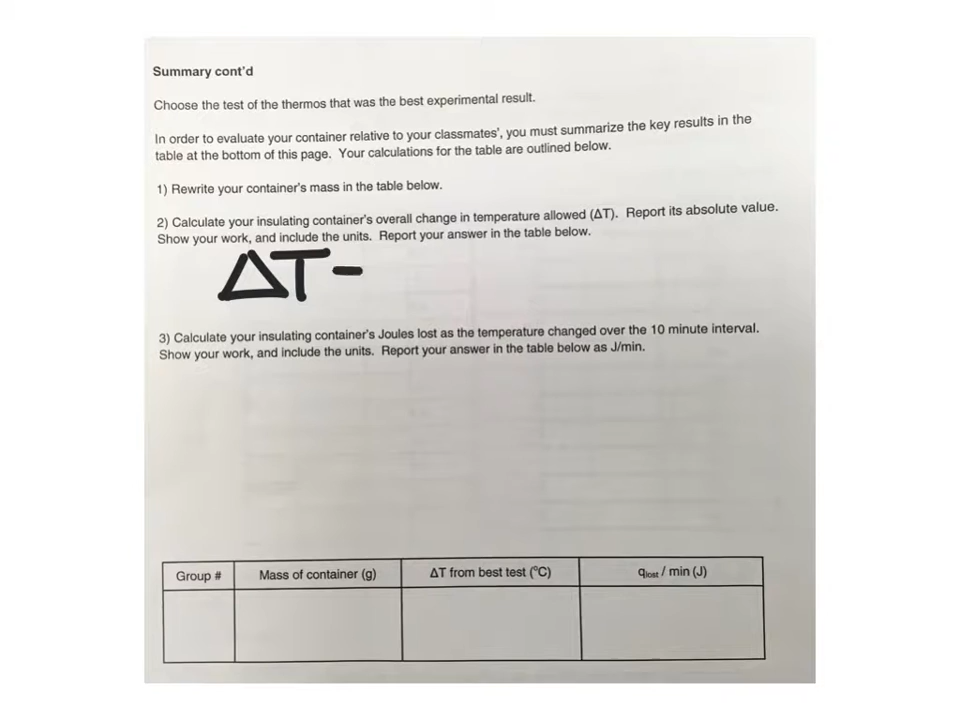 Summary cont'd
Choose the test of the thermos that was the best experimental result.
In order to evaluate your container relative to your classmates', you must summarize the key results in the
table at the bottom of this page. Your calculations for the table are outlined below.
1) Rewrite your container's mass in the table below.
2) Calculate your insulating container's overall change in temperature allowed (ΔT). Report its absolute value.
Show your work, and include the units. Report your answer in the table below.
ΔT-
3) Calculate your insulating container's Joules lost as the temperature changed over the 10 minute interval.
Show your work, and include the units. Report your answer in the table below as J/min.
Group # Mass of container (g) ΔT from best test (°C) qlost / min (J)